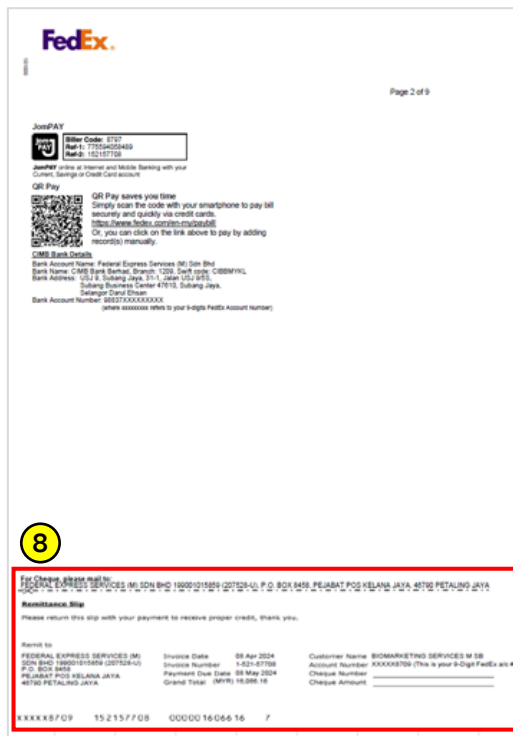 FedEx.
Page 2 of 9
JomPAY
Jom PAY
Biller Code: 8797
Ref-1: 775594058489
Ref-2: 152157708
JomPAY online at Internet and Mobile Banking with your
Current, Savings or Credit Card account
QR Pay
QR Pay saves you time
Simply scan the code with your smartphone to pay bill
securely and quickly via credit cards.
https://www.fedex.com/en-my/paybill/
Or, you can click on the link above to pay by adding
record(s) manually.
CIMB Bank Details
Bank Account Name: Federal Express Services (M) Sdn Bhd
Bank Name: CIMB Bank Berhad, Branch: 1209, Swift code: CIBBMYKL
Bank Address: USJ 9, Subang Jaya, 31-1, Jalan USJ 9/5S,
Subang Business Center 47610, Subang Jaya,
Selangor Darul Ehsan
Bank Account Number: 98837XXXXXXXXX
(where xxxxxxxxx refers to your 9-digits FedEx Account Number)
8
For Cheque, please mail to:
FEDERAL EXPRESS SERVICES (M) SDN BHD 199001015859 (207528-U), P.O. BOX 8458, PEJABAT POS KELANA JAYA, 46790 PETALING JAYA
Remittance Slip
Please return this slip with your payment to receive proper credit, thank you.
Remit to
FEDERAL EXPRESS SERVICES (M)
SDN BHD 199001015859 (207528-U)
P.O. BOX 8458
PEJABAT POS KELANA JAYA
46790 PETALING JAYA
Invoice Date 08 Apr 2024
Invoice Number 1-521-57708
Payment Due Date 08 May 2024
Grand Total (MYR) 16,066.16
Customer Name BIOMARKETING SERVICES M SB
Account Number XXXXX8709 (This is your 9-Digit FedEx a/c #
Cheque Number
Cheque Amount
XXXXX8709 152157708 00000 16066 16 7